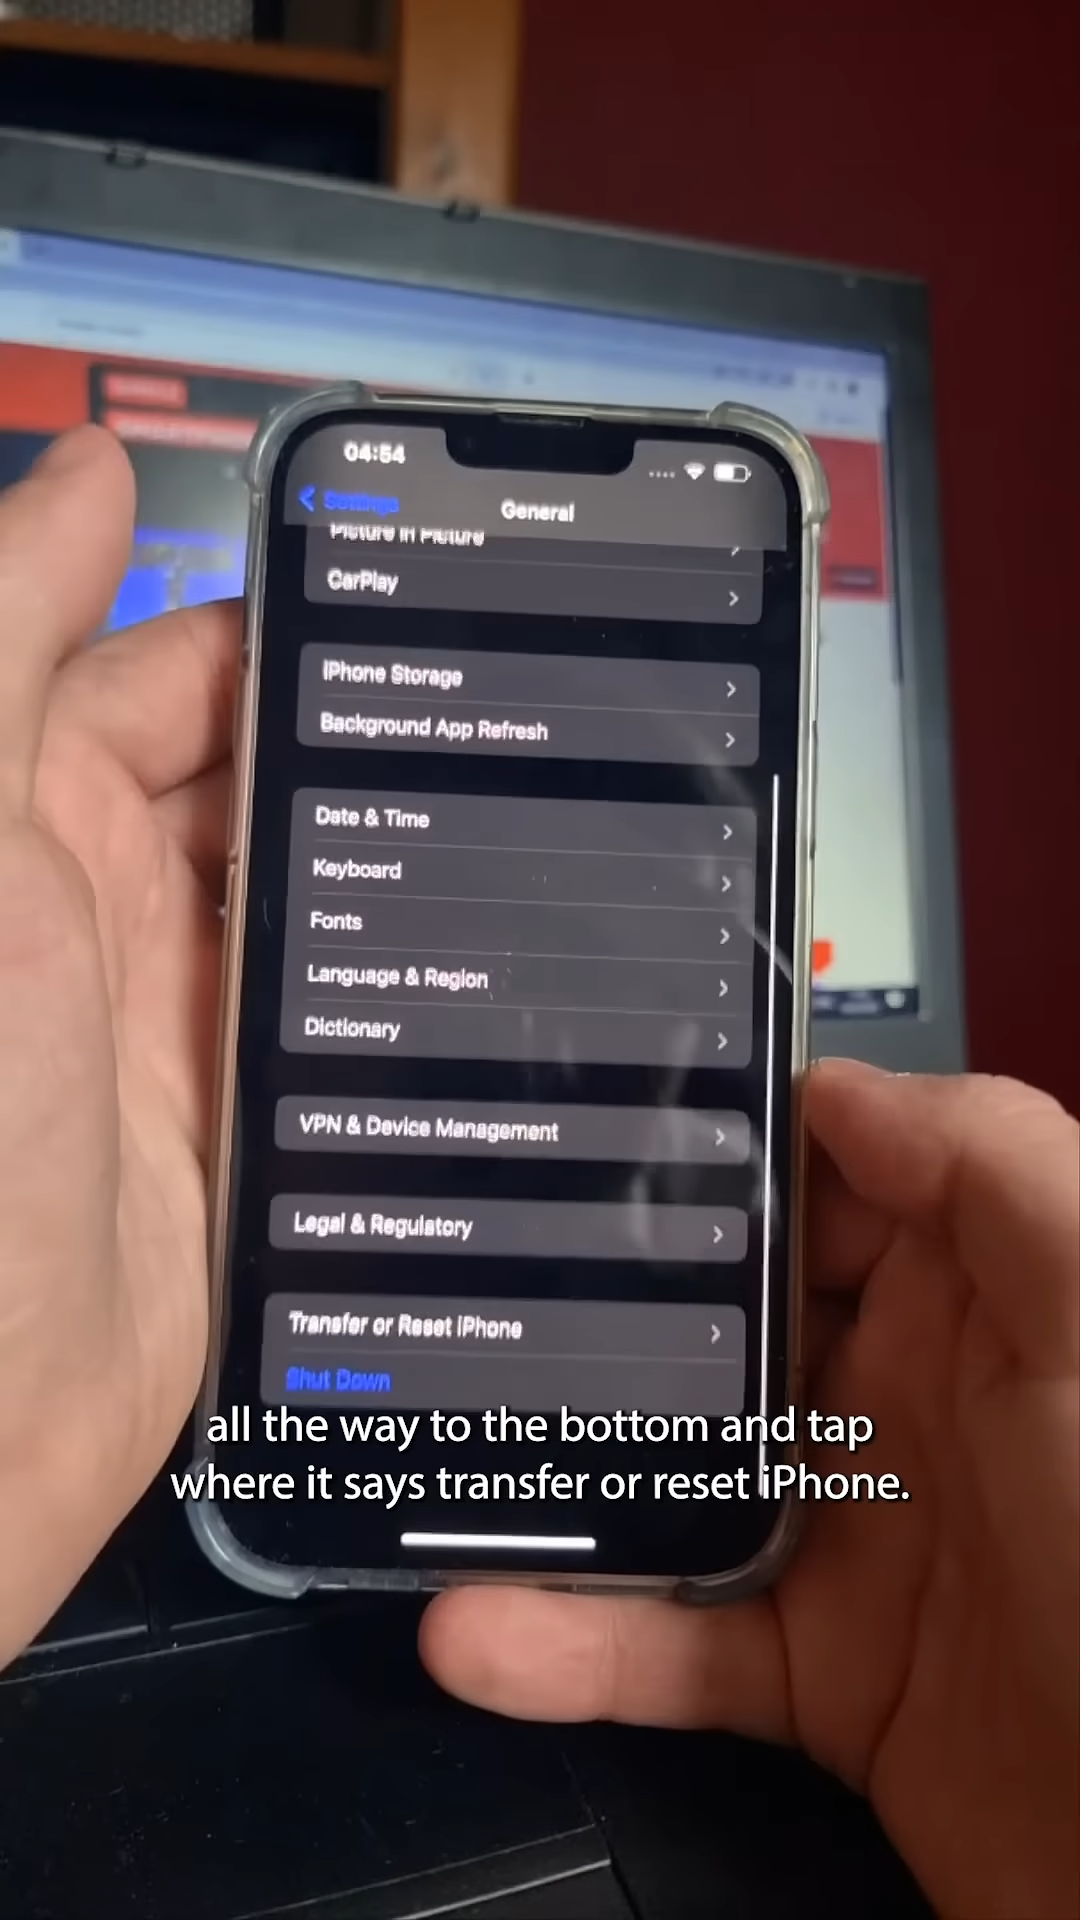 04:54
Settings
General
Picture in Picture
CarPlay
iPhone Storage
Background App Refresh
Date & Time
Keyboard
Fonts
Language & Region
Dictionary
VPN & Device Management
Legal & Regulatory
Transfer or Reset iPhone
Shut Down
all the way to the bottom and tap
where it says transfer or reset iPhone.